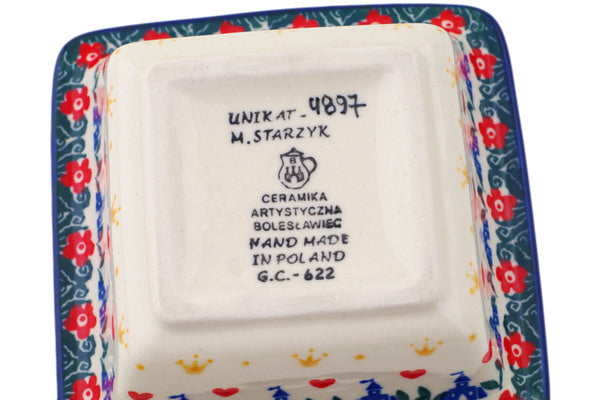 UNIKAT-4897
M.STARZYK
CERAMIKA
ARTYSTYCZNA
BOLESŁAWIEC
HAND MADE
IN POLAND
G.C.-622